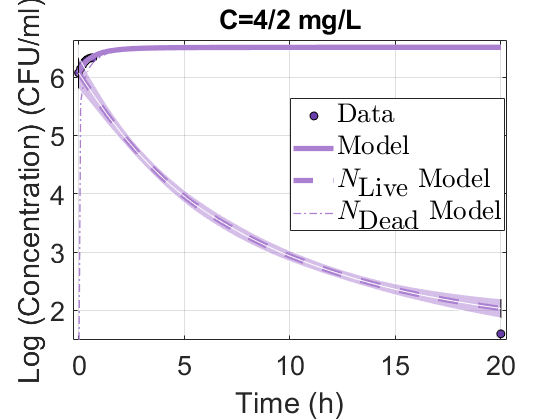 C=4/2 mg/L
Log (Concentration) (CFU/ml)
6
5
4
3
2
Data
Model
N_Live Model
N_Dead Model
0 5 10 15 20
Time (h)